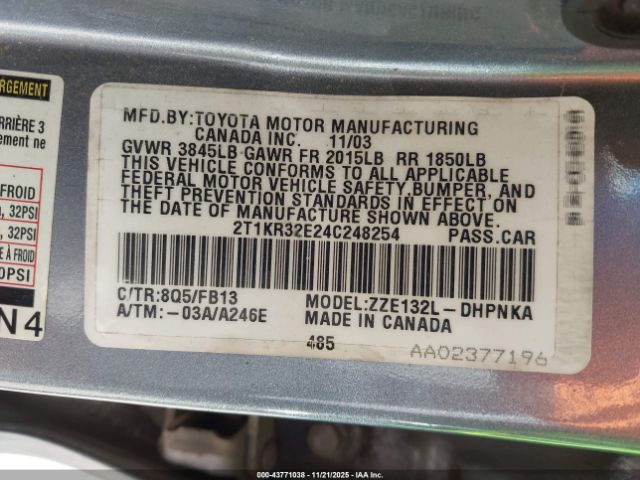 ARGEMENT
ARRIÈRE 3
ement ne
FROID
, 32PSI
, 32PSI
À FROID
0PSI
N4
MFD.BY:TOYOTA MOTOR MANUFACTURING
CANADA INC. 11/03
GVWR 3845LB GAWR FR 2015LB RR 1850LB
THIS VEHICLE CONFORMS TO ALL APPLICABLE
FEDERAL MOTOR VEHICLE SAFETY,BUMPER, AND
THEFT PREVENTION STANDARDS IN EFFECT ON
THE DATE OF MANUFACTURE SHOWN ABOVE.
2T1KR32E24C248254 PASS.CAR
C/TR:8Q5/FB13 MODEL:ZZE132L-DHPNKA
A/TM:-03A/A246E MADE IN CANADA
485
AA02377196
000-43771038 - 11/21/2025 - IAA Inc.